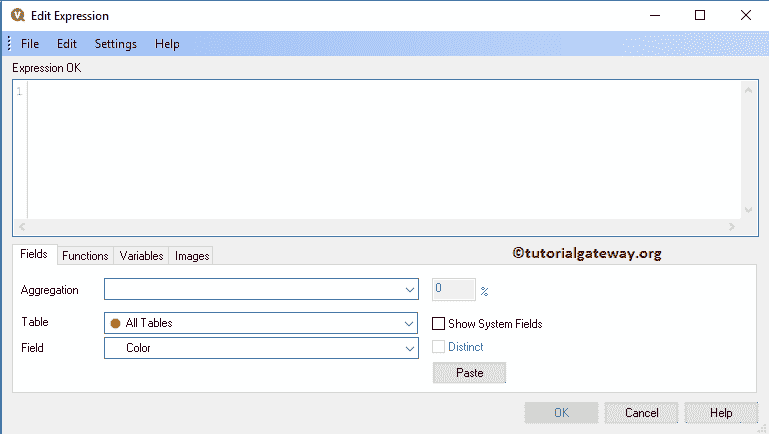 Edit Expression
File Edit Settings Help
Expression OK
1
Fields Functions Variables Images
©tutorialgateway.org
Aggregation 0 %
Table All Tables Show System Fields
Field Color Distinct
Paste
OK Cancel Help